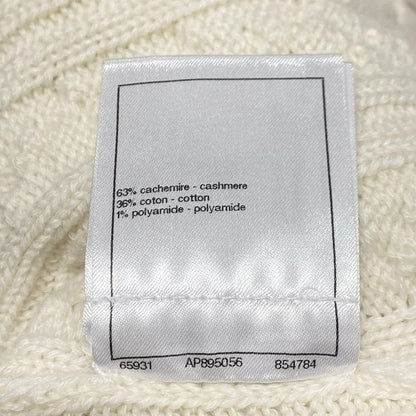 63% cachemire - cashmere
36% coton - cotton
1% polyamide - polyamide
65931 AP895056 854784